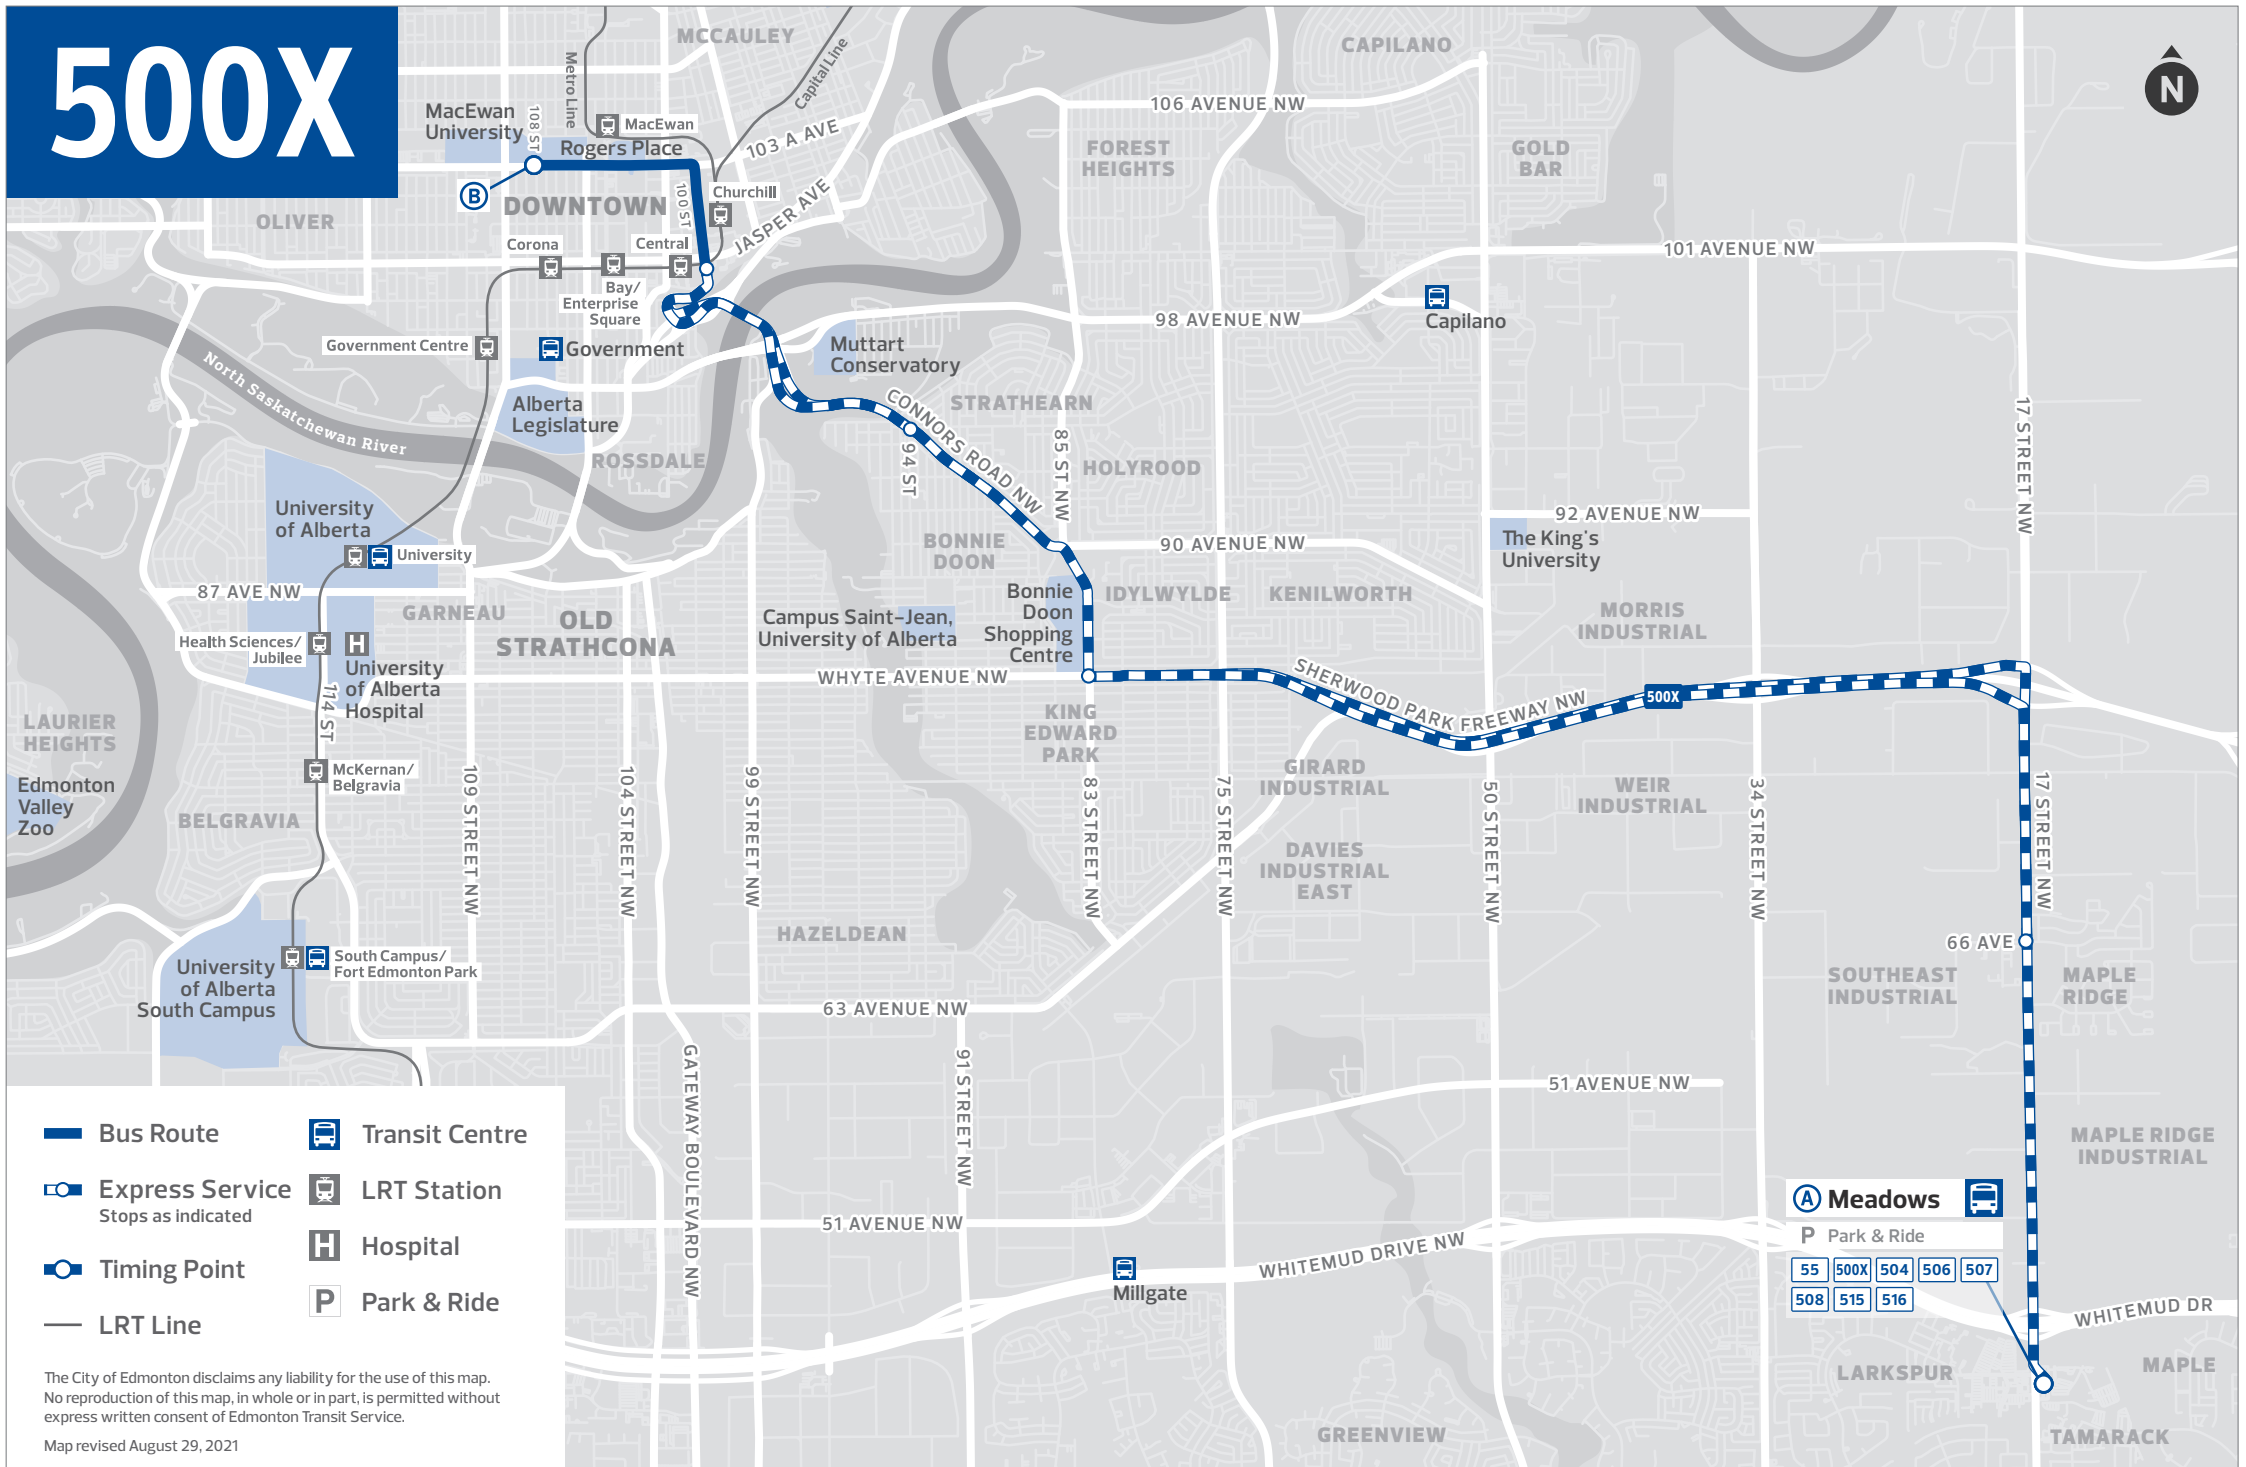 500X
MCCAULEY
CAPILANO
N
Metro Line
Capital Line
MacEwan
University
108 ST
MacEwan
Rogers Place
103 A AVE
106 AVENUE NW
FOREST
HEIGHTS
GOLD
BAR
B
DOWNTOWN
100 ST
Churchill
JASPER AVE
OLIVER
Corona
Central
101 AVENUE NW
Bay/
Enterprise
Square
98 AVENUE NW
Capilano
Government Centre
Government
Muttart
Conservatory
North Saskatchewan River
Alberta
Legislature
CONNORS ROAD NW
STRATHEARN
85 ST NW
17 STREET NW
ROSSDALE
94 ST
HOLYROOD
University
of Alberta
92 AVENUE NW
The King's
University
University
BONNIE
DOON
90 AVENUE NW
87 AVE NW
GARNEAU
OLD
STRATHCONA
Campus Saint-Jean,
University of Alberta
Bonnie
Doon
Shopping
Centre
IDYLWYLDE
KENILWORTH
MORRIS
INDUSTRIAL
Health Sciences/
Jubilee
H
University
of Alberta
Hospital
114 ST
WHYTE AVENUE NW
SHERWOOD PARK FREEWAY NW
500X
LAURIER
HEIGHTS
KING
EDWARD
PARK
Edmonton
Valley
Zoo
McKernan/
Belgravia
BELGRAVIA
109 STREET NW
104 STREET NW
99 STREET NW
83 STREET NW
75 STREET NW
GIRARD
INDUSTRIAL
50 STREET NW
WEIR
INDUSTRIAL
34 STREET NW
17 STREET NW
DAVIES
INDUSTRIAL
EAST
HAZELDEAN
66 AVE
University
of Alberta
South Campus
South Campus/
Fort Edmonton Park
SOUTHEAST
INDUSTRIAL
MAPLE
RIDGE
63 AVENUE NW
GATEWAY BOULEVARD NW
91 STREET NW
51 AVENUE NW
MAPLE RIDGE
INDUSTRIAL
51 AVENUE NW
WHITEMUD DRIVE NW
Millgate
A Meadows
P Park & Ride
55 500X 504 506 507
508 515 516
WHITEMUD DR
LARKSPUR
MAPLE
GREENVIEW
TAMARACK
Bus Route
Express Service
Stops as indicated
Timing Point
LRT Line
Transit Centre
LRT Station
H Hospital
P Park & Ride
The City of Edmonton disclaims any liability for the use of this map.
No reproduction of this map, in whole or in part, is permitted without
express written consent of Edmonton Transit Service.
Map revised August 29, 2021